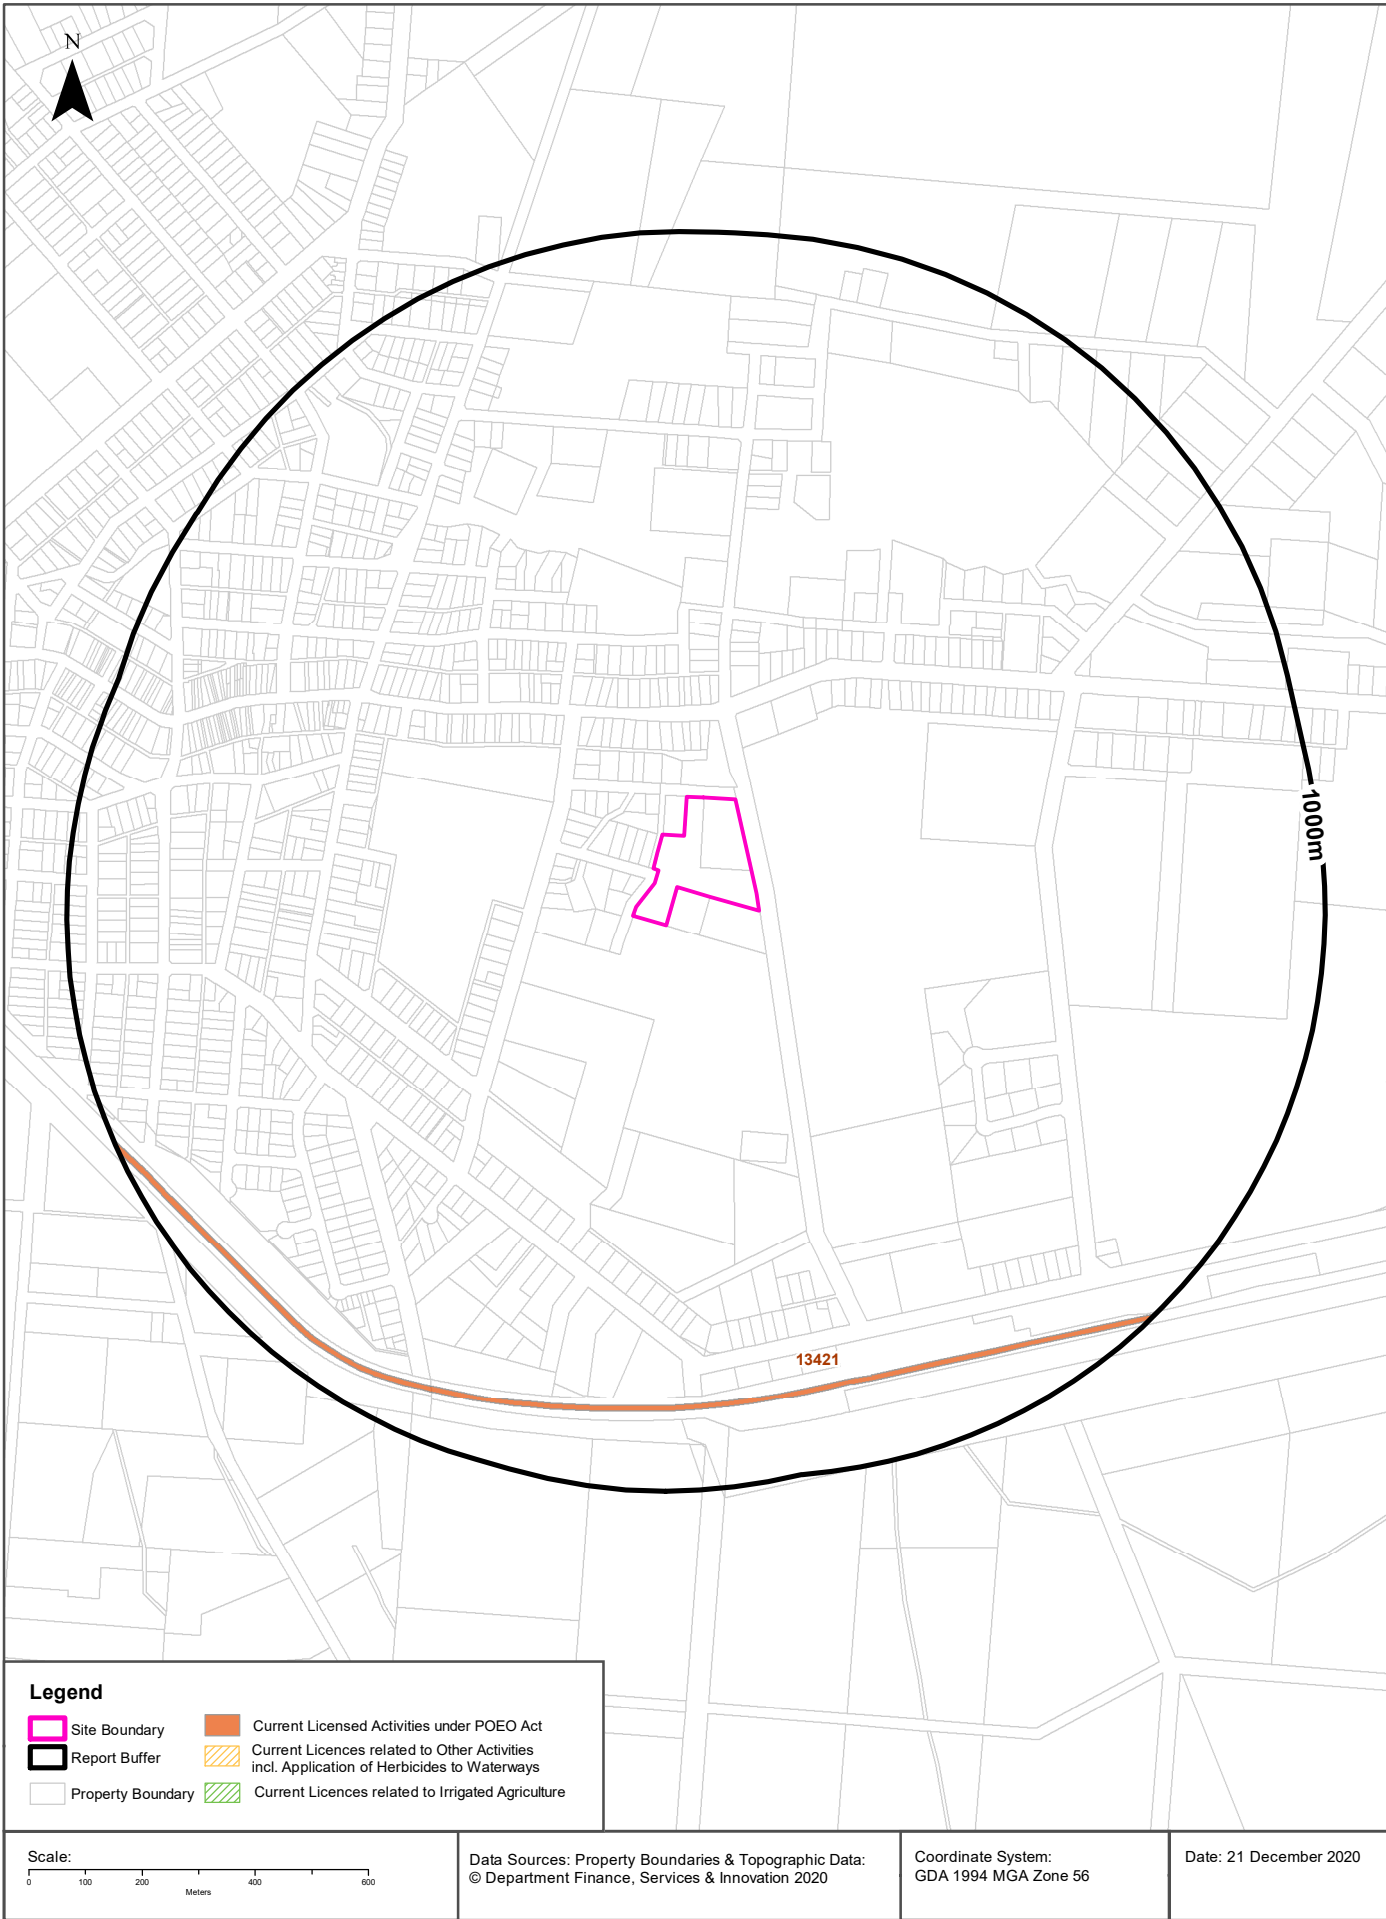 N
1000m
13421
Legend
Site Boundary
Report Buffer
Property Boundary
Current Licensed Activities under POEO Act
Current Licences related to Other Activities
incl. Application of Herbicides to Waterways
Current Licences related to Irrigated Agriculture
Scale:
0 100 200 400 600
Meters
Data Sources: Property Boundaries & Topographic Data:
© Department Finance, Services & Innovation 2020
Coordinate System:
GDA 1994 MGA Zone 56
Date: 21 December 2020